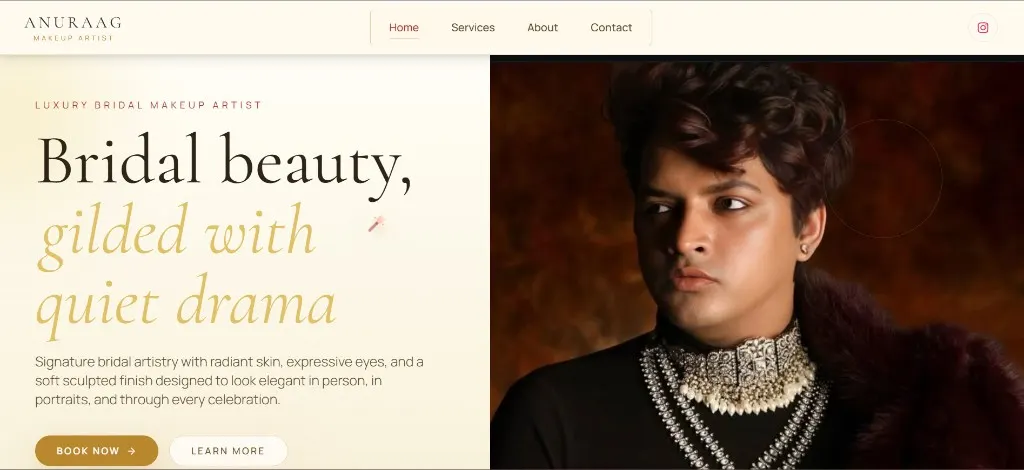 ANURAAG
MAKEUP ARTIST
Home
Services
About
Contact
LUXURY BRIDAL MAKEUP ARTIST
Bridal beauty,
gilded with
quiet drama
Signature bridal artistry with radiant skin, expressive eyes, and a
soft sculpted finish designed to look elegant in person, in
portraits, and through every celebration.
BOOK NOW →
LEARN MORE